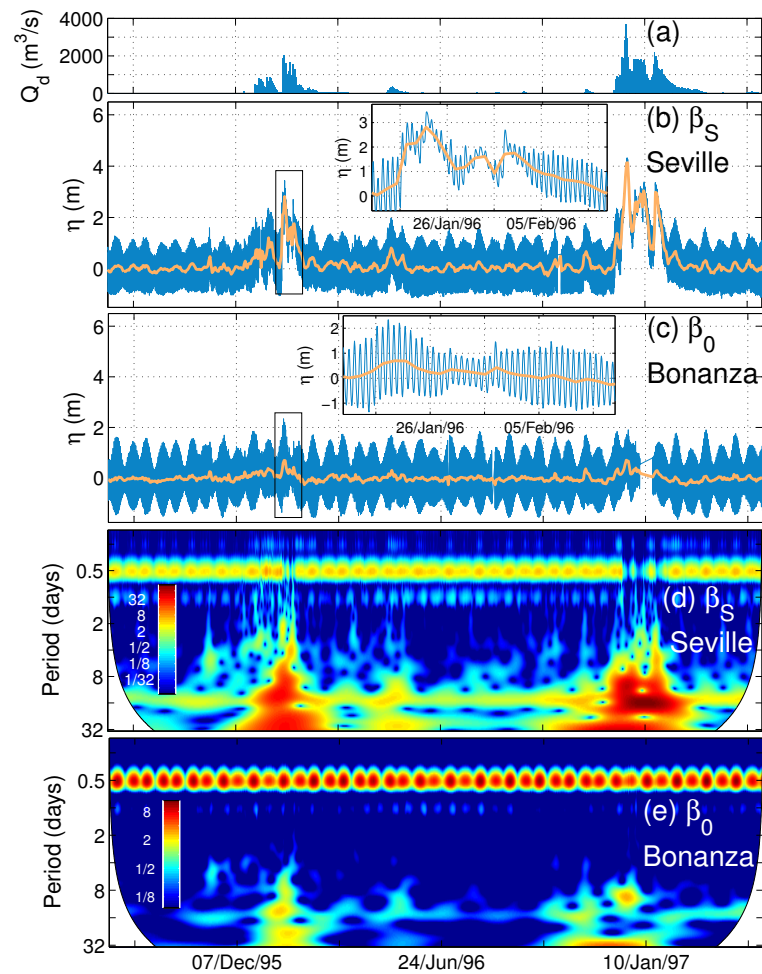 Q_d (m³/s)
4000
2000
0
(a)
η (m)
6
4
2
0
(b) β_S
Seville
η (m)
3
2
1
0
26/Jan/96 05/Feb/96
η (m)
6
4
2
0
(c) β_0
Bonanza
η (m)
2
1
0
−1
26/Jan/96 05/Feb/96
Period (days)
0.5
2
8
32
32
8
2
1/2
1/8
1/32
(d) β_S
Seville
Period (days)
0.5
2
8
32
8
2
1/2
1/8
(e) β_0
Bonanza
07/Dec/95 24/Jun/96 10/Jan/97